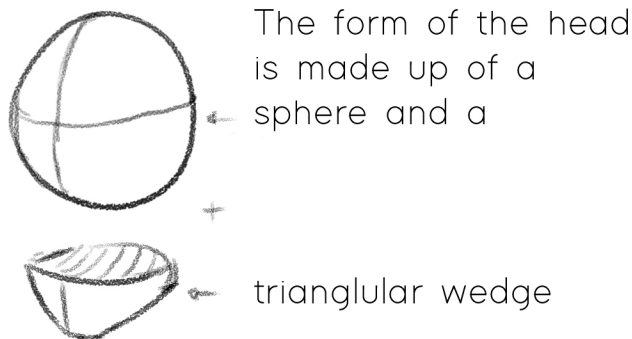 The form of the head
is made up of a
sphere and a
+
trianglular wedge